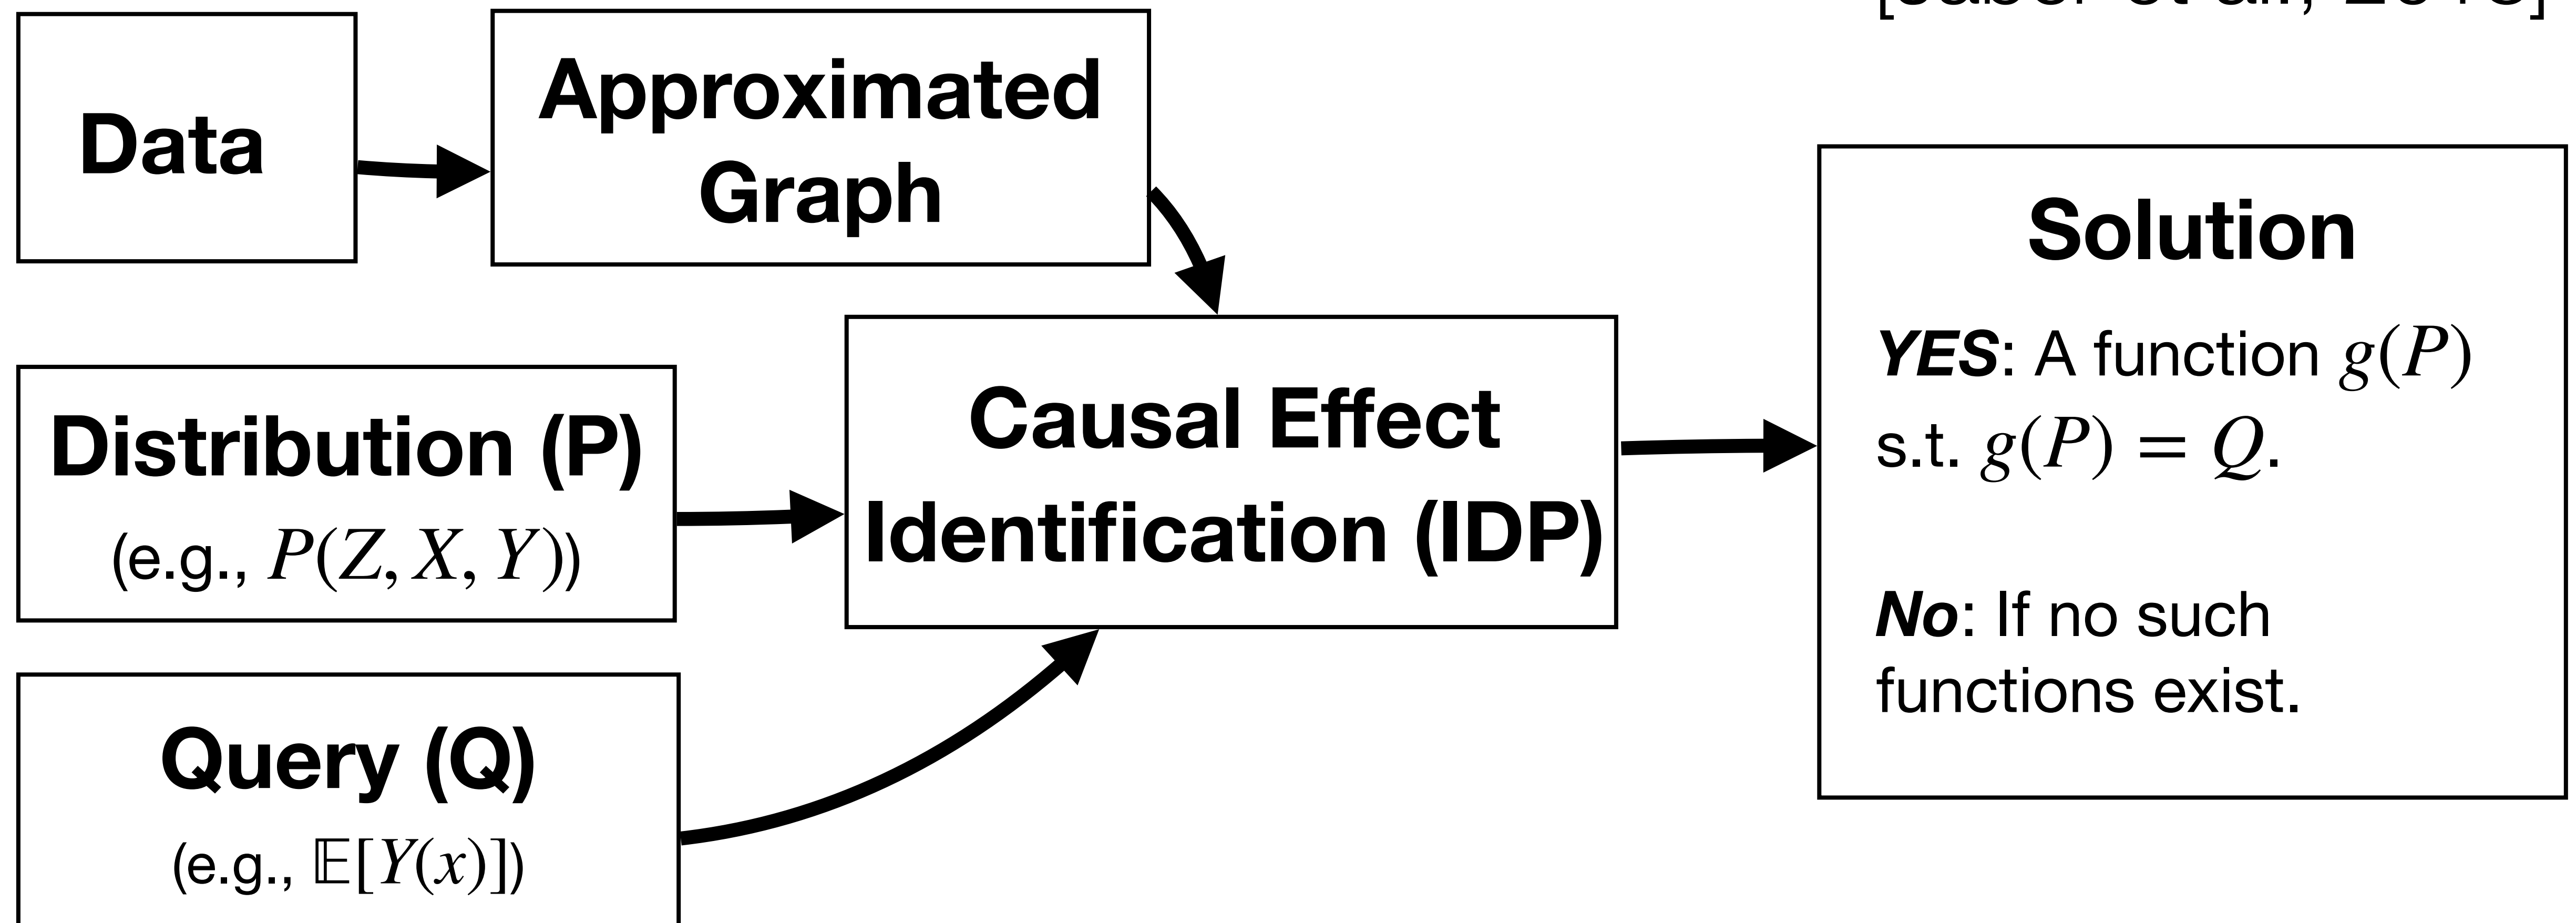 Data
Approximated
Graph
Distribution (P)
(e.g., P(Z, X, Y))
Query (Q)
(e.g., 𝔼[Y(x)])
Causal Effect
Identification (IDP)
Solution
YES: A function g(P)
s.t. g(P) = Q.
No: If no such
functions exist.